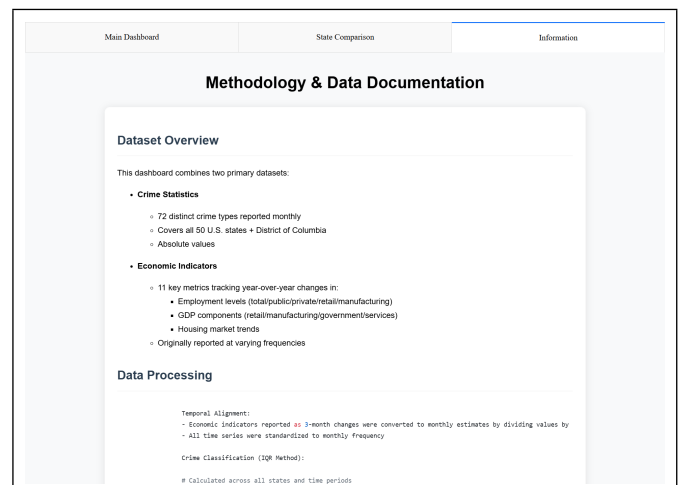 Main Dashboard
State Comparison
Information
Methodology & Data Documentation
Dataset Overview
This dashboard combines two primary datasets:
• Crime Statistics
◦ 72 distinct crime types reported monthly
◦ Covers all 50 U.S. states + District of Columbia
◦ Absolute values
• Economic Indicators
◦ 11 key metrics tracking year-over-year changes in:
▪ Employment levels (total/public/private/retail/manufacturing)
▪ GDP components (retail/manufacturing/government/services)
▪ Housing market trends
◦ Originally reported at varying frequencies
Data Processing
Temporal Alignment:
- Economic indicators reported as 3-month changes were converted to monthly estimates by dividing values by
- All time series were standardized to monthly frequency
Crime Classification (IQR Method):
# Calculated across all states and time periods